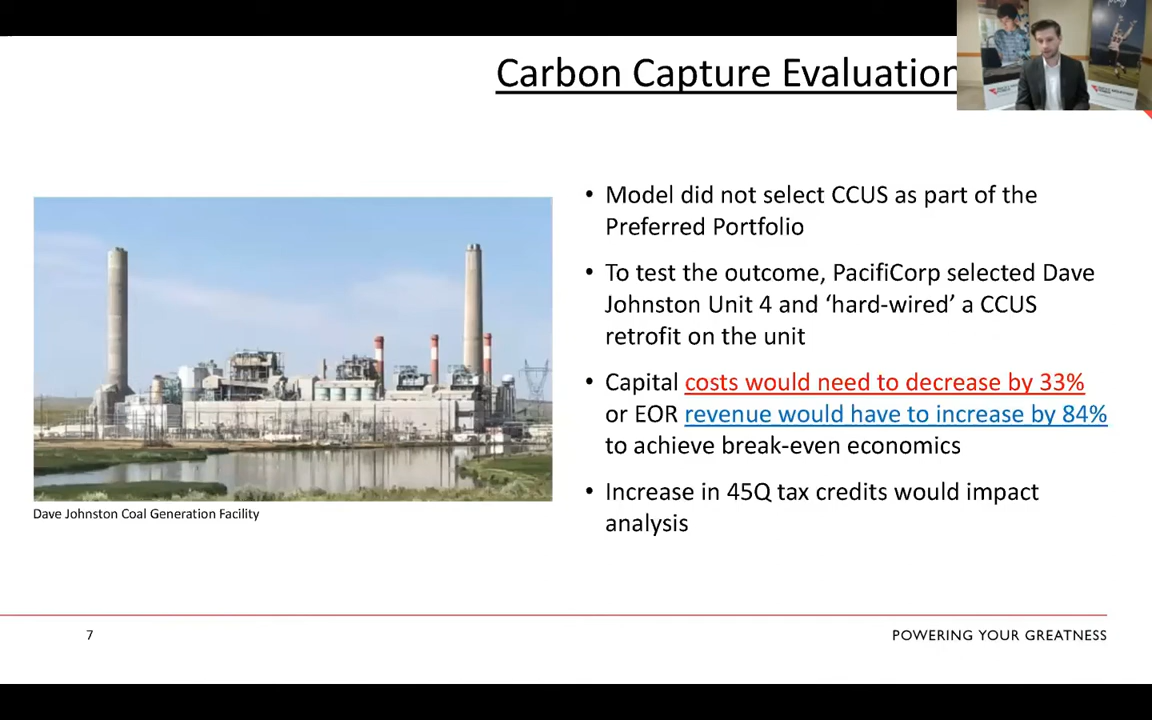 Carbon Capture Evaluation
• Model did not select CCUS as part of the
Preferred Portfolio
• To test the outcome, PacifiCorp selected Dave
Johnston Unit 4 and ‘hard-wired’ a CCUS
retrofit on the unit
• Capital costs would need to decrease by 33%
or EOR revenue would have to increase by 84%
to achieve break-even economics
• Increase in 45Q tax credits would impact
analysis
Dave Johnston Coal Generation Facility
7
POWERING YOUR GREATNESS